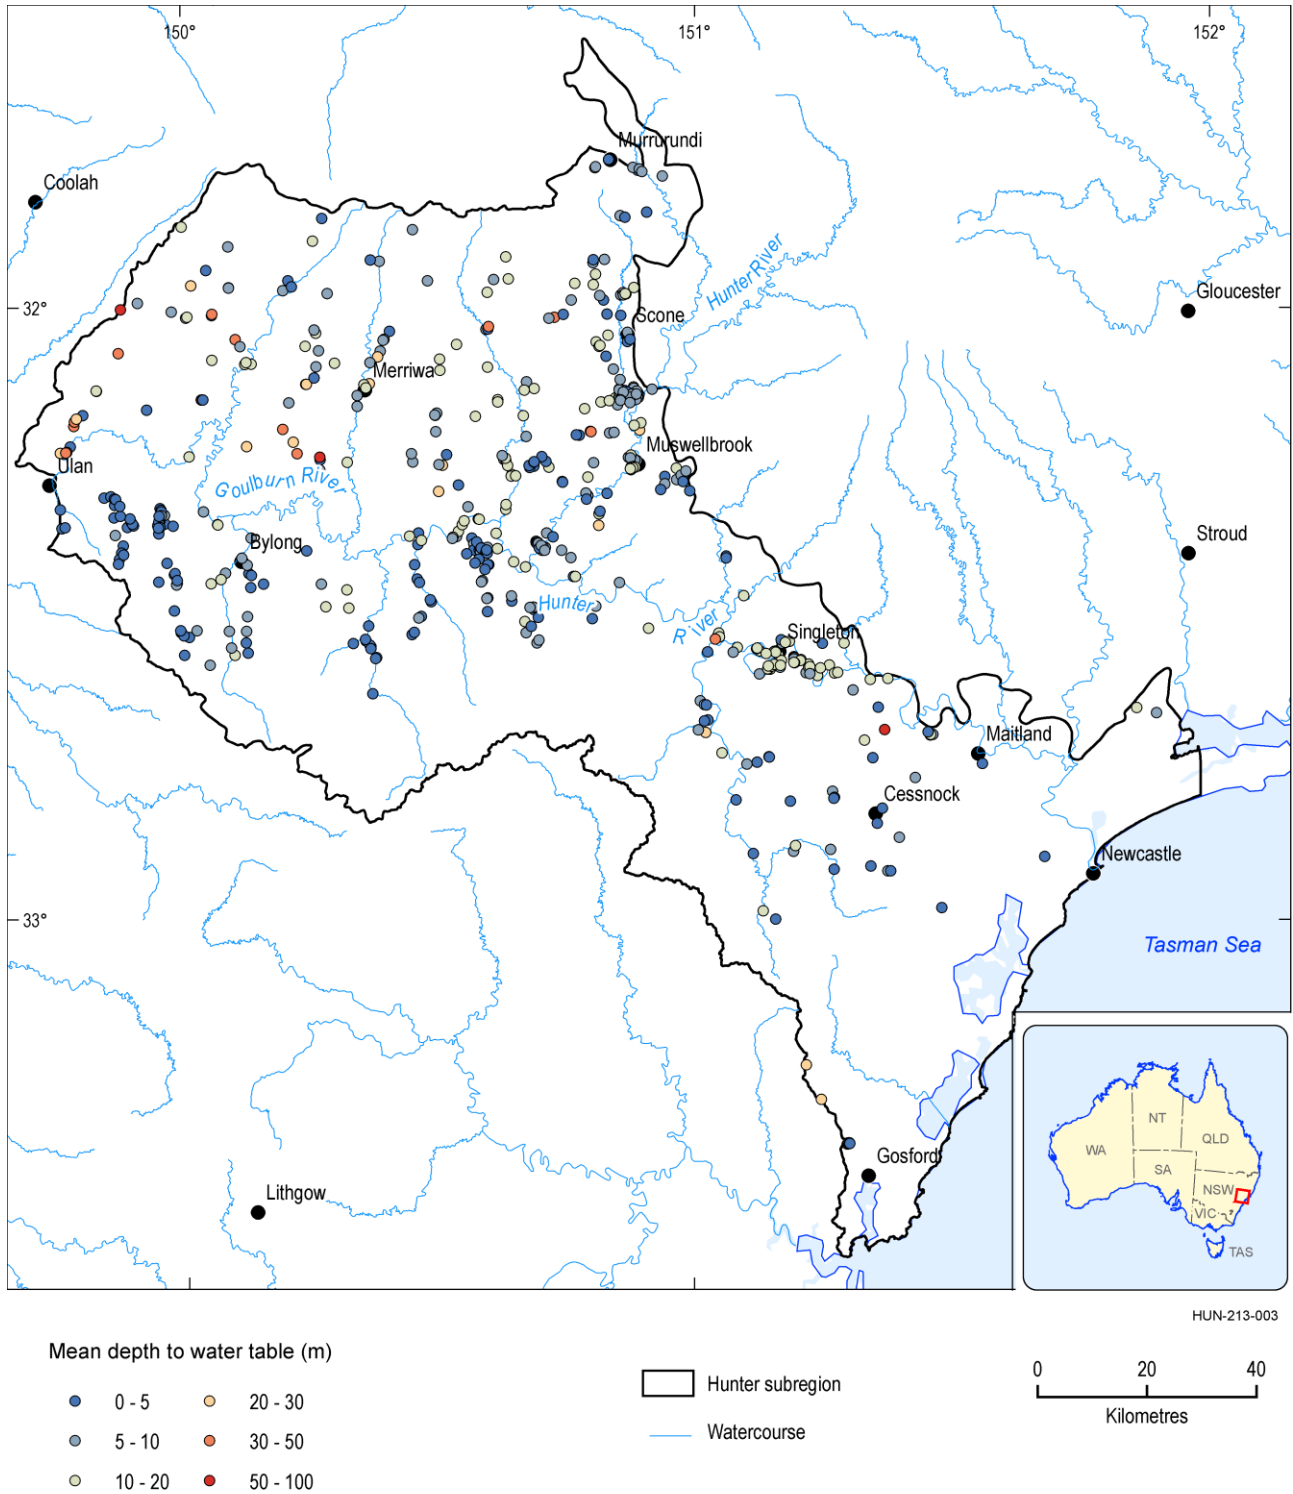 150°
151°
152°
Murrurundi
Coolah
Hunter River
Gloucester
32°
Scone
Merriwa
Muswellbrook
Ulan
Goulburn River
Stroud
Bylong
Hunter
River
Singleton
Maitland
Cessnock
Newcastle
33°
Tasman Sea
NT
QLD
WA
SA
NSW
VIC
TAS
Gosford
Lithgow
HUN-213-003
Mean depth to water table (m)
0 - 5
20 - 30
5 - 10
30 - 50
10 - 20
50 - 100
Hunter subregion
Watercourse
0 20 40
Kilometres